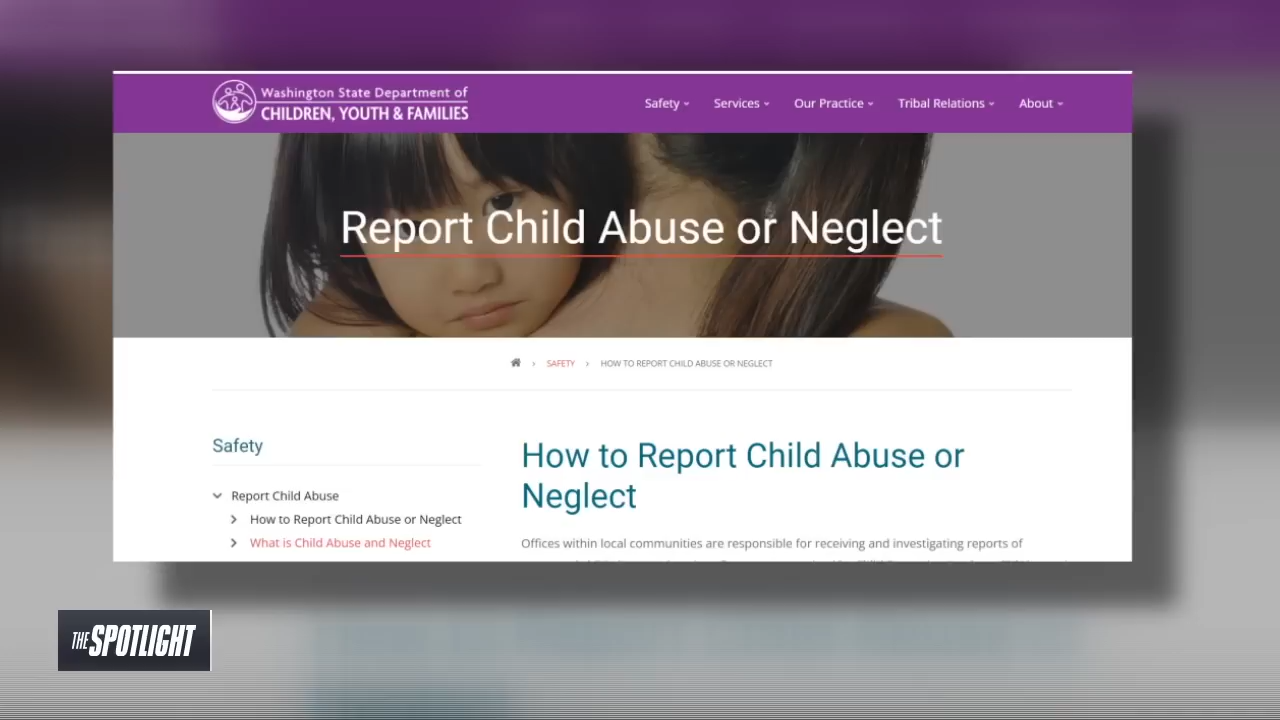 Washington State Department of
CHILDREN, YOUTH & FAMILIES
Safety
Services
Our Practice
Tribal Relations
About
Report Child Abuse or Neglect
SAFETY
HOW TO REPORT CHILD ABUSE OR NEGLECT
Safety
Report Child Abuse
How to Report Child Abuse or Neglect
What is Child Abuse and Neglect
How to Report Child Abuse or
Neglect
Offices within local communities are responsible for receiving and investigating reports of
THE SPOTLIGHT